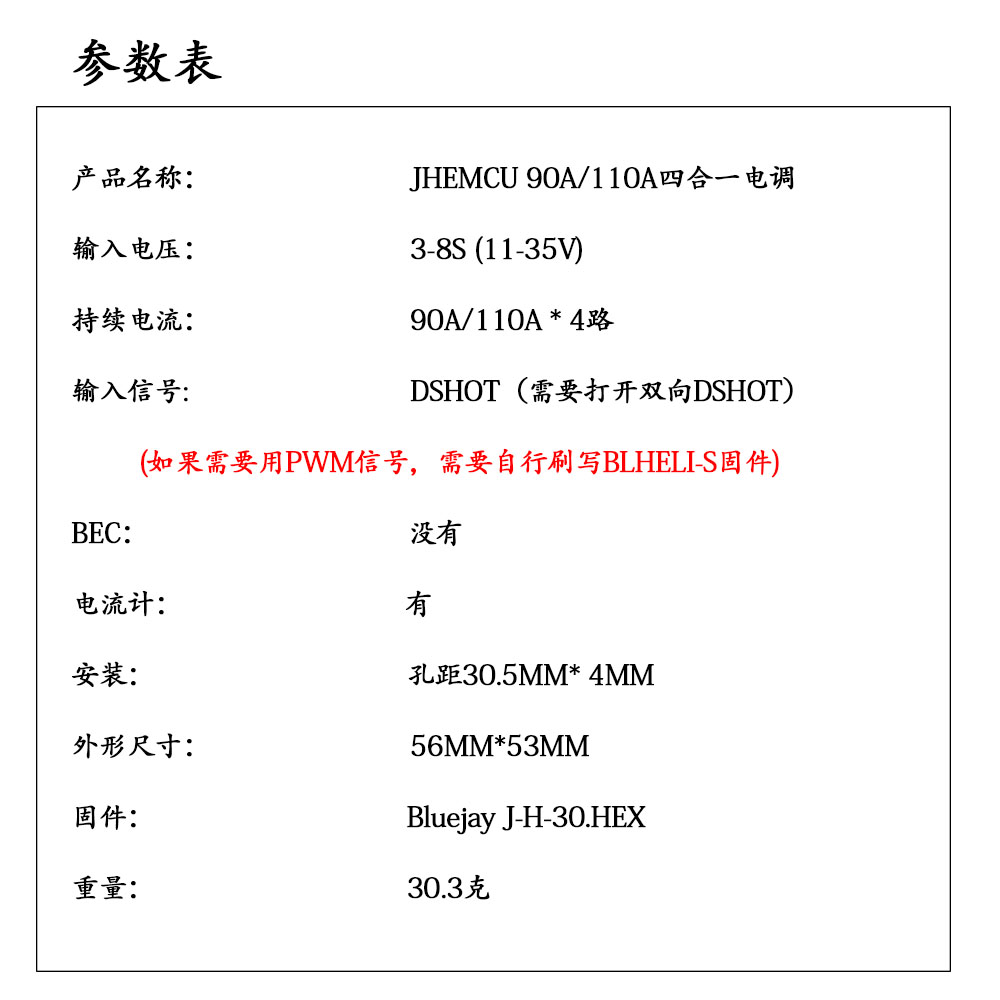 参数表
产品名称： JHEMCU 90A/110A四合一电调
输入电压： 3-8S (11-35V)
持续电流： 90A/110A * 4路
输入信号: DSHOT（需要打开双向DSHOT）
(如果需要用PWM信号，需要自行刷写BLHELI-S固件)
BEC： 没有
电流计： 有
安装： 孔距30.5MM* 4MM
外形尺寸： 56MM*53MM
固件： Bluejay J-H-30.HEX
重量： 30.3克